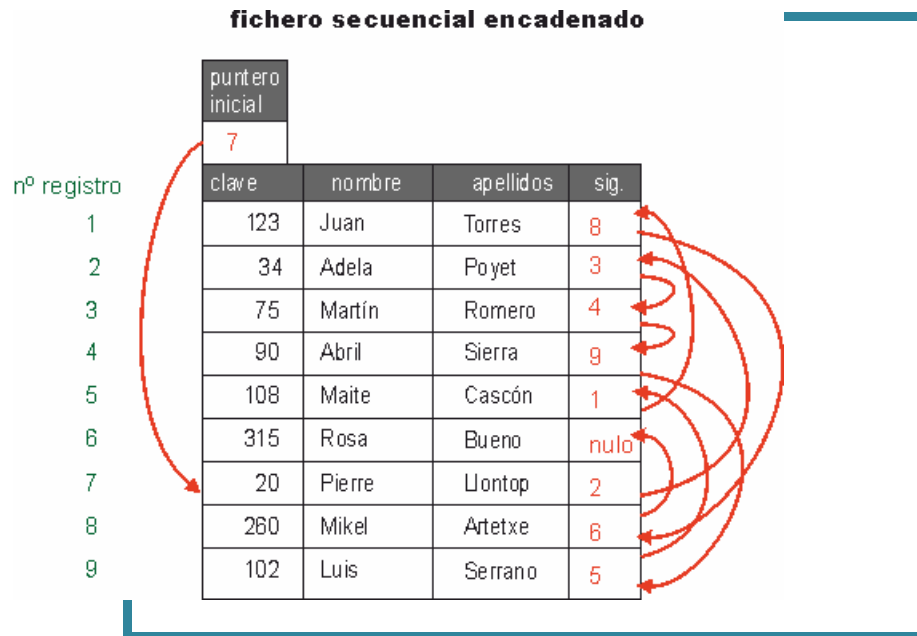 fichero secuencial encadenado
puntero
inicial
7
nº registro clave nombre apellidos sig.
1 123 Juan Torres 8
2 34 Adela Poyet 3
3 75 Martín Romero 4
4 90 Abril Sierra 9
5 108 Maite Cascón 1
6 315 Rosa Bueno nulo
7 20 Pierre Llontop 2
8 260 Mikel Artetxe 6
9 102 Luis Serrano 5